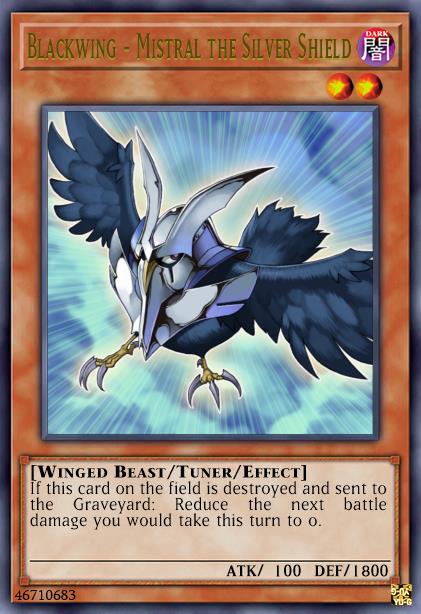 Blackwing - Mistral the Silver Shield
DARK
闇
[Winged Beast/Tuner/Effect]
If this card on the field is destroyed and sent to
the Graveyard: Reduce the next battle
damage you would take this turn to 0.
ATK/ 100 DEF/1800
46710683